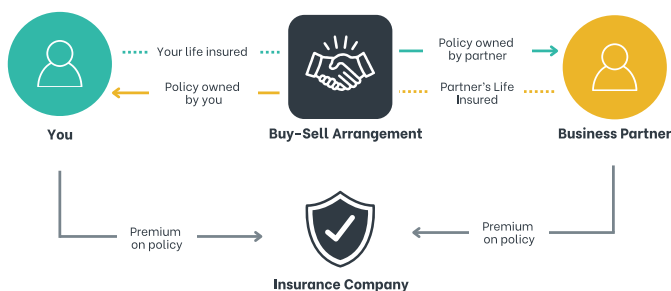 Your life insured
Policy owned
by partner
Policy owned
by you
Partner's Life
Insured
You
Buy-Sell Arrangement
Business Partner
Premium
on policy
Premium
on policy
Insurance Company